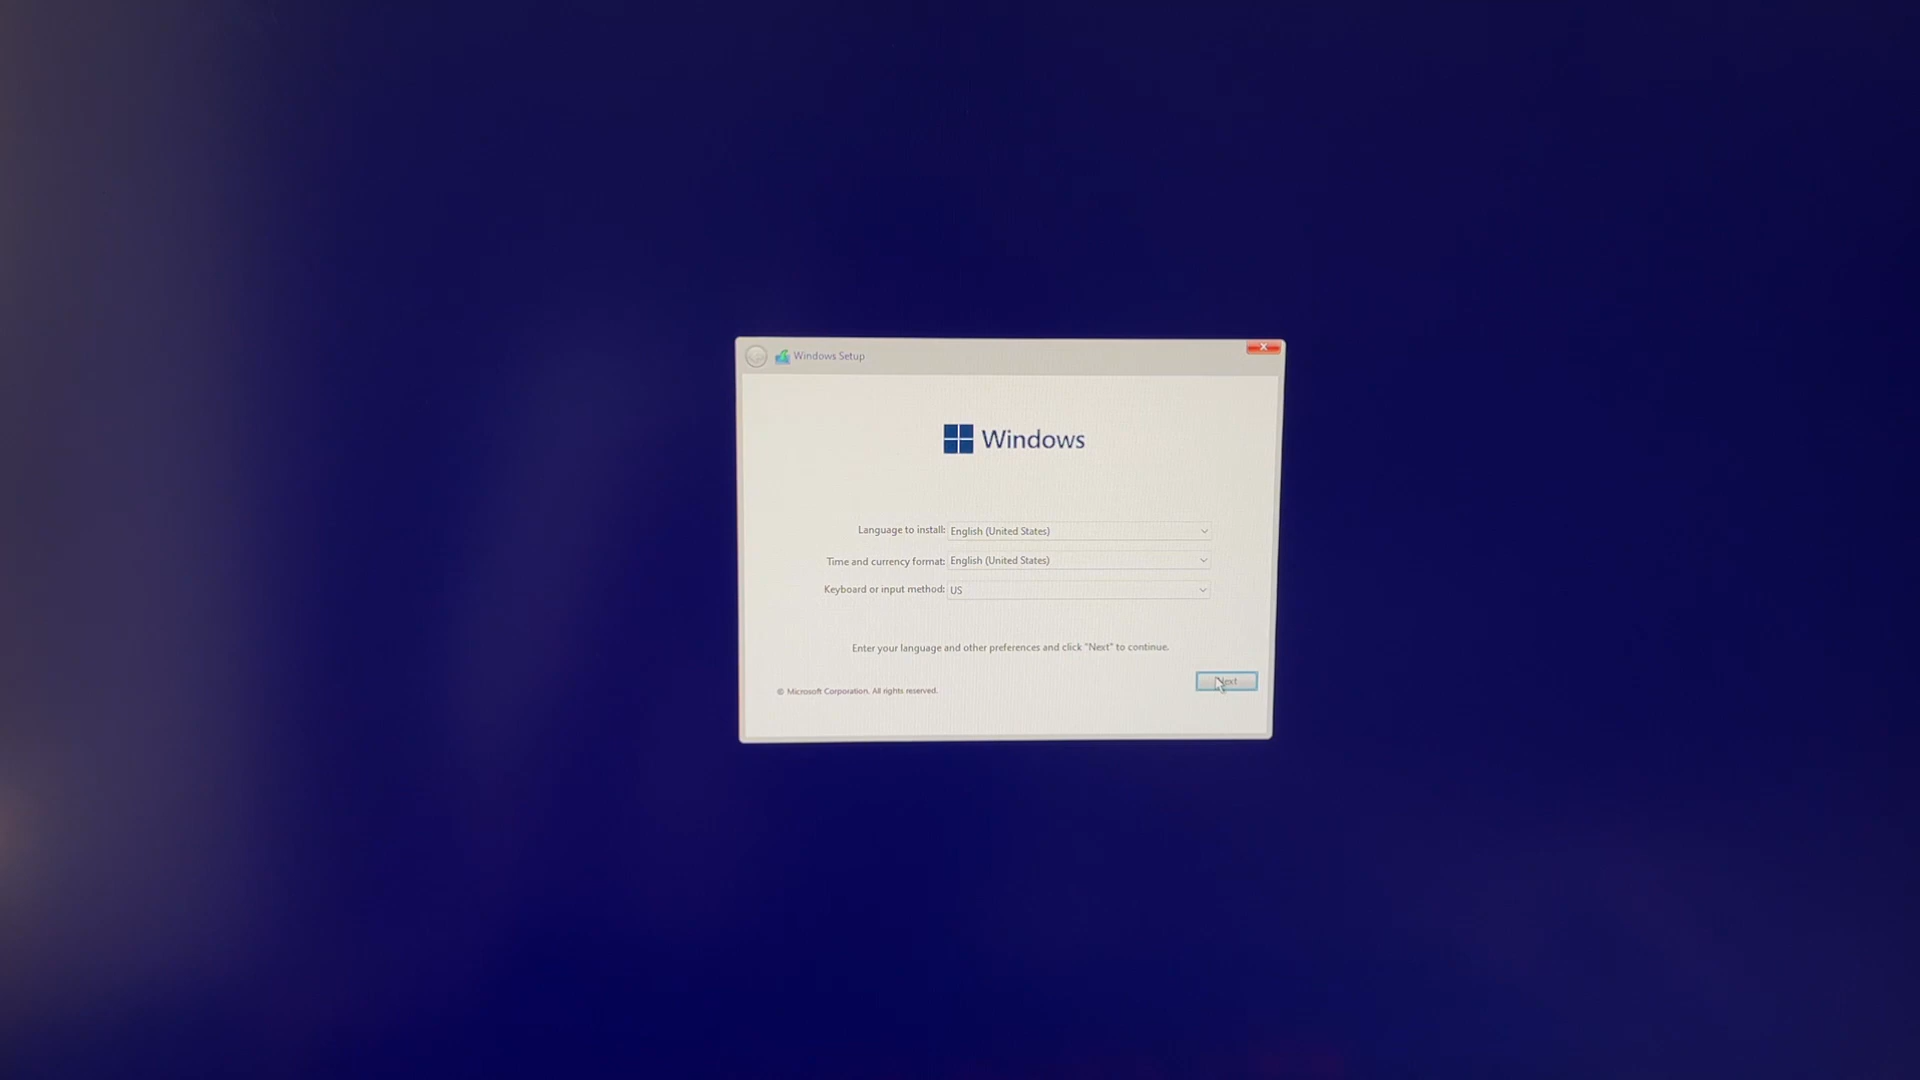 Windows Setup
Windows
Language to install: English (United States)
Time and currency format: English (United States)
Keyboard or input method: US
Enter your language and other preferences and click "Next" to continue.
Next
© Microsoft Corporation. All rights reserved.